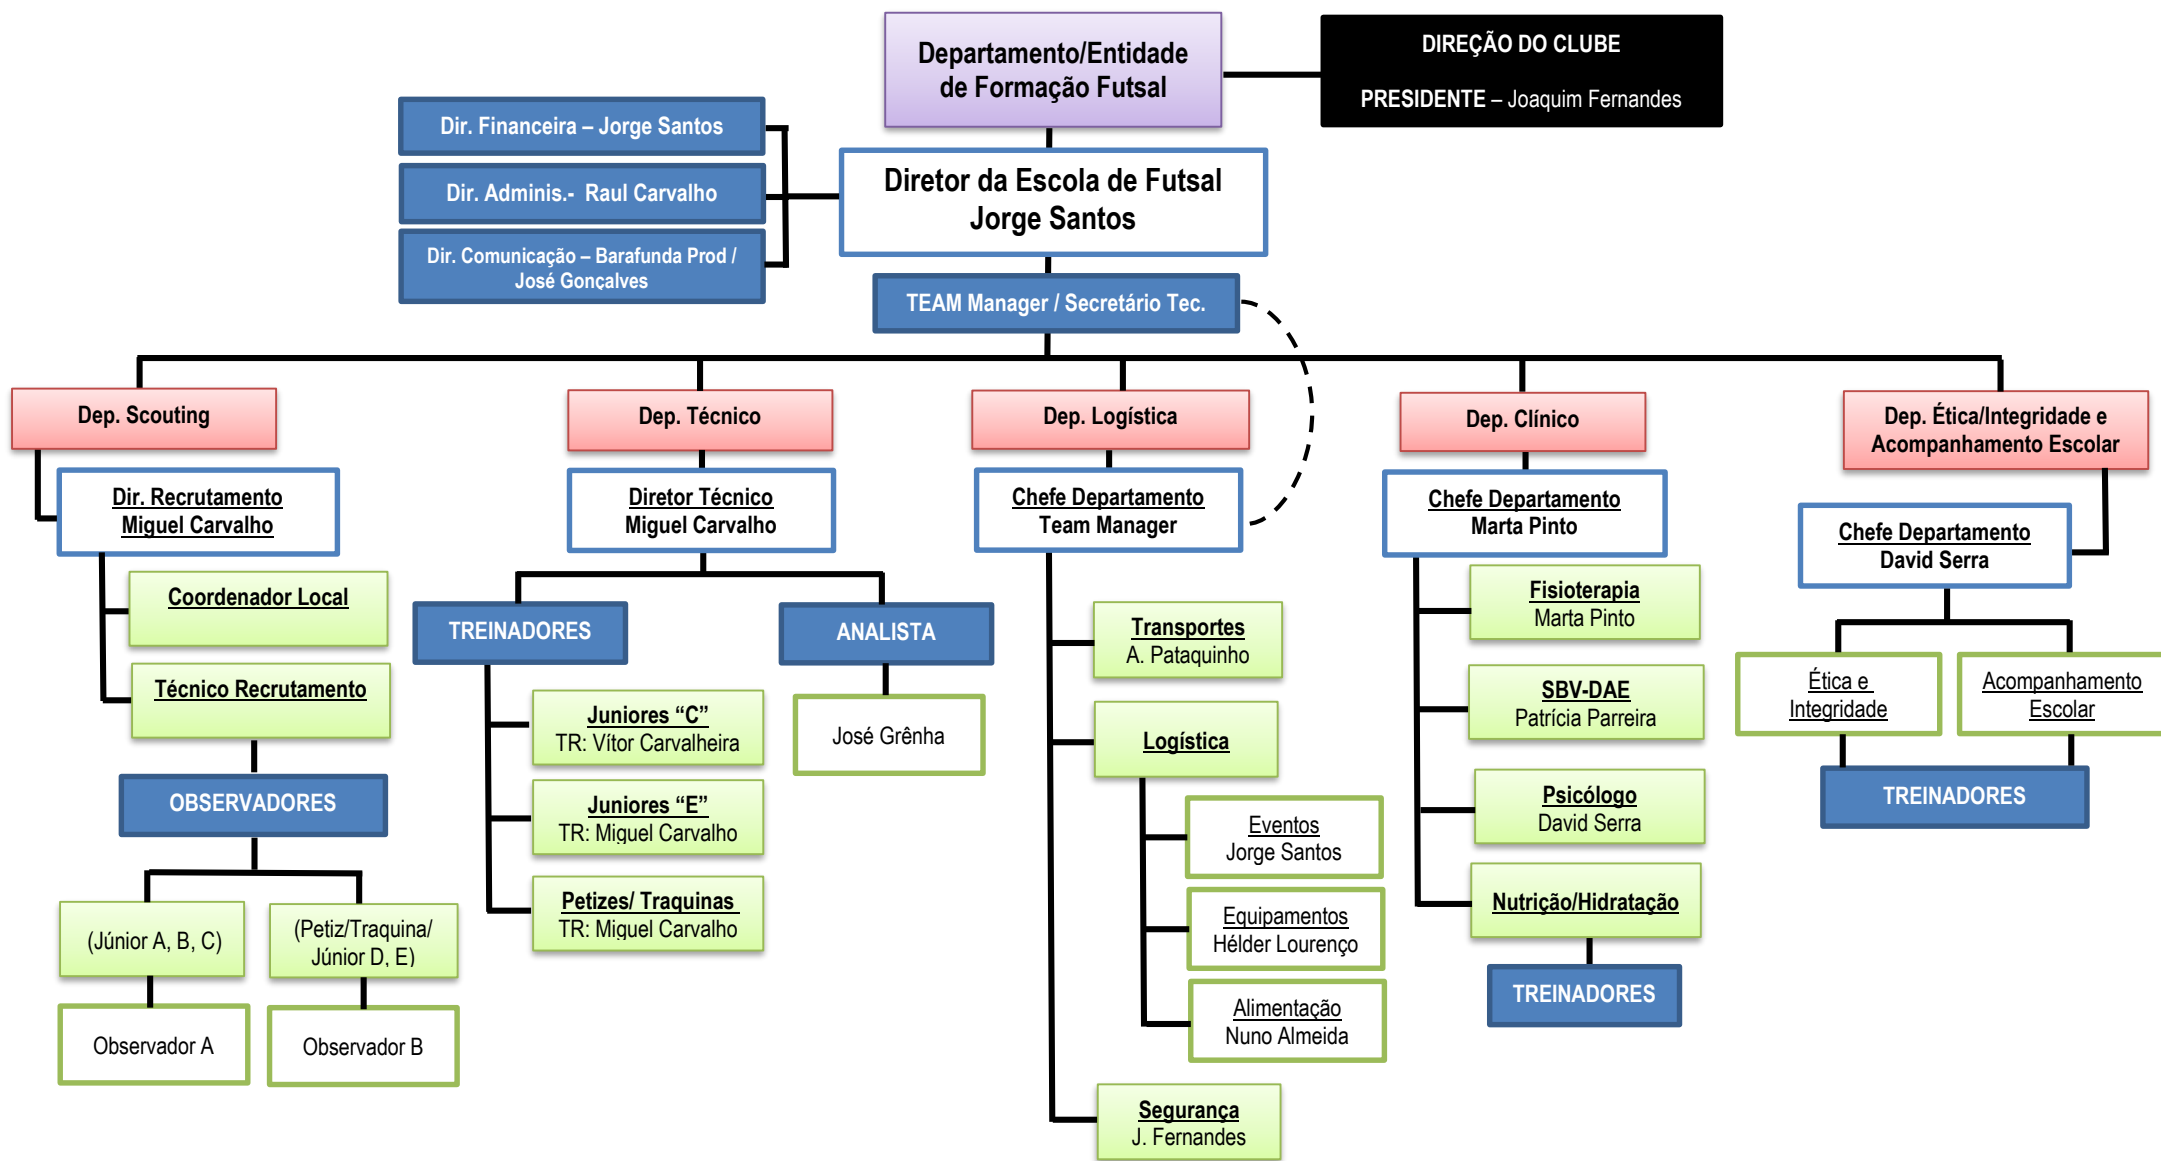 Departamento/Entidade
de Formação Futsal
DIREÇÃO DO CLUBE
PRESIDENTE – Joaquim Fernandes
Dir. Financeira – Jorge Santos
Dir. Adminis.- Raul Carvalho
Dir. Comunicação – Barafunda Prod /
José Gonçalves
Diretor da Escola de Futsal
Jorge Santos
TEAM Manager / Secretário Tec.
Dep. Scouting
Dir. Recrutamento
Miguel Carvalho
Coordenador Local
Técnico Recrutamento
OBSERVADORES
(Júnior A, B, C)
(Petiz/Traquina/
Júnior D, E)
Observador A
Observador B
Dep. Técnico
Diretor Técnico
Miguel Carvalho
TREINADORES
ANALISTA
Juniores “C”
TR: Vítor Carvalheira
Juniores “E”
TR: Miguel Carvalho
Petizes/ Traquinas
TR: Miguel Carvalho
José Grênha
Dep. Logística
Chefe Departamento
Team Manager
Transportes
A. Pataquinho
Logística
Eventos
Jorge Santos
Equipamentos
Hélder Lourenço
Alimentação
Nuno Almeida
Segurança
J. Fernandes
Dep. Clínico
Chefe Departamento
Marta Pinto
Fisioterapia
Marta Pinto
SBV-DAE
Patrícia Parreira
Psicólogo
David Serra
Nutrição/Hidratação
TREINADORES
Dep. Ética/Integridade e
Acompanhamento Escolar
Chefe Departamento
David Serra
Ética e
Integridade
Acompanhamento
Escolar
TREINADORES